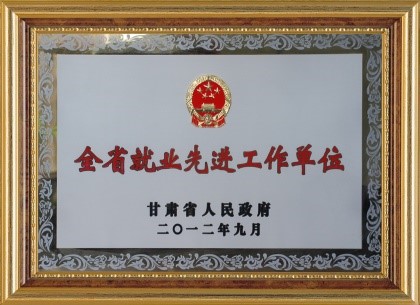 全省就业先进工作单位
甘肃省人民政府
二〇一二年九月